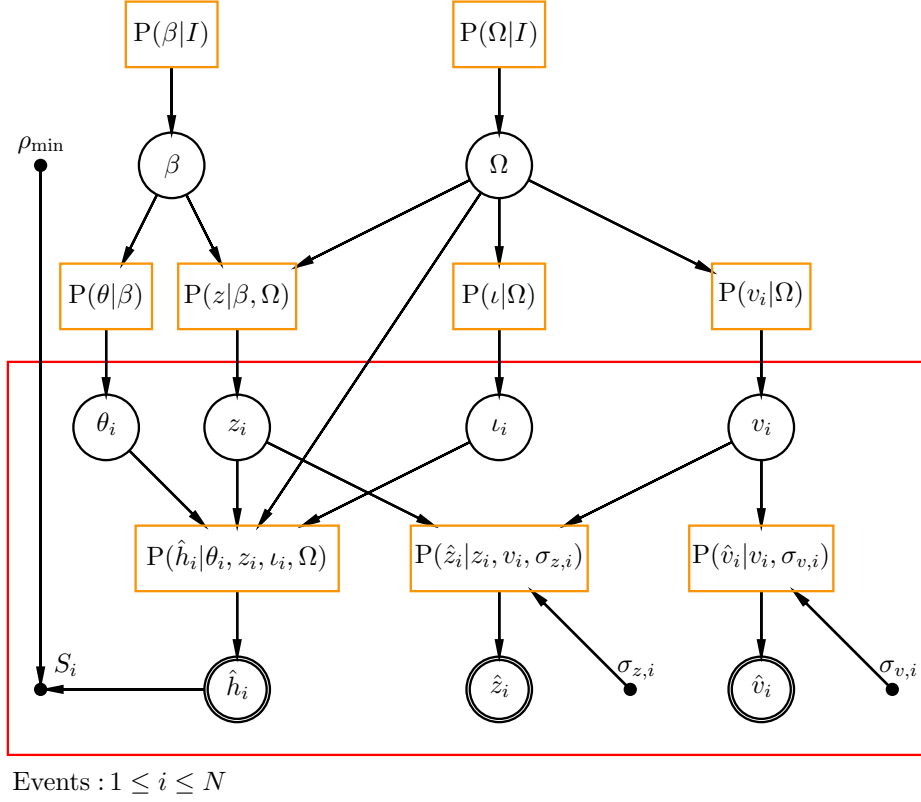 P(β|I) P(Ω|I)
ρ_min β Ω
P(θ|β) P(z|β, Ω) P(ι|Ω) P(v_i|Ω)
θ_i z_i ι_i v_i
P(ĥ_i|θ_i, z_i, ι_i, Ω) P(ẑ_i|z_i, v_i, σ_{z,i}) P(v̂_i|v_i, σ_{v,i})
S_i ĥ_i ẑ_i σ_{z,i} v̂_i σ_{v,i}
Events : 1 ≤ i ≤ N